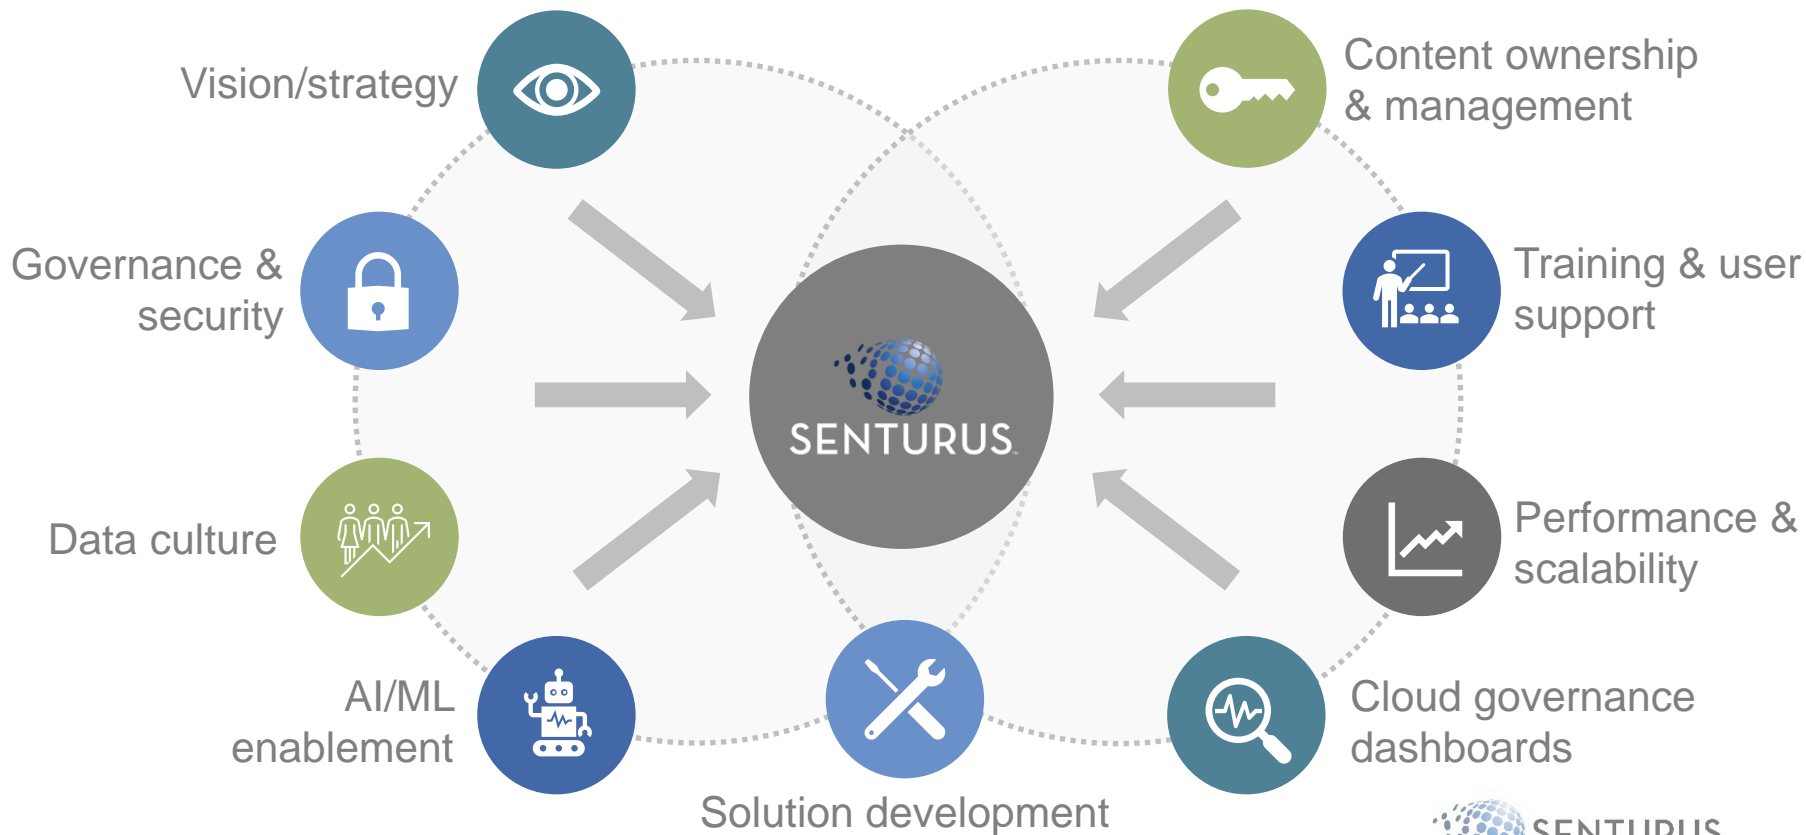 Vision/strategy
Content ownership
& management
Governance &
security
Training & user
support
SENTURUS™
Data culture
Performance &
scalability
AI/ML
enablement
Cloud governance
dashboards
Solution development
SENTURUS